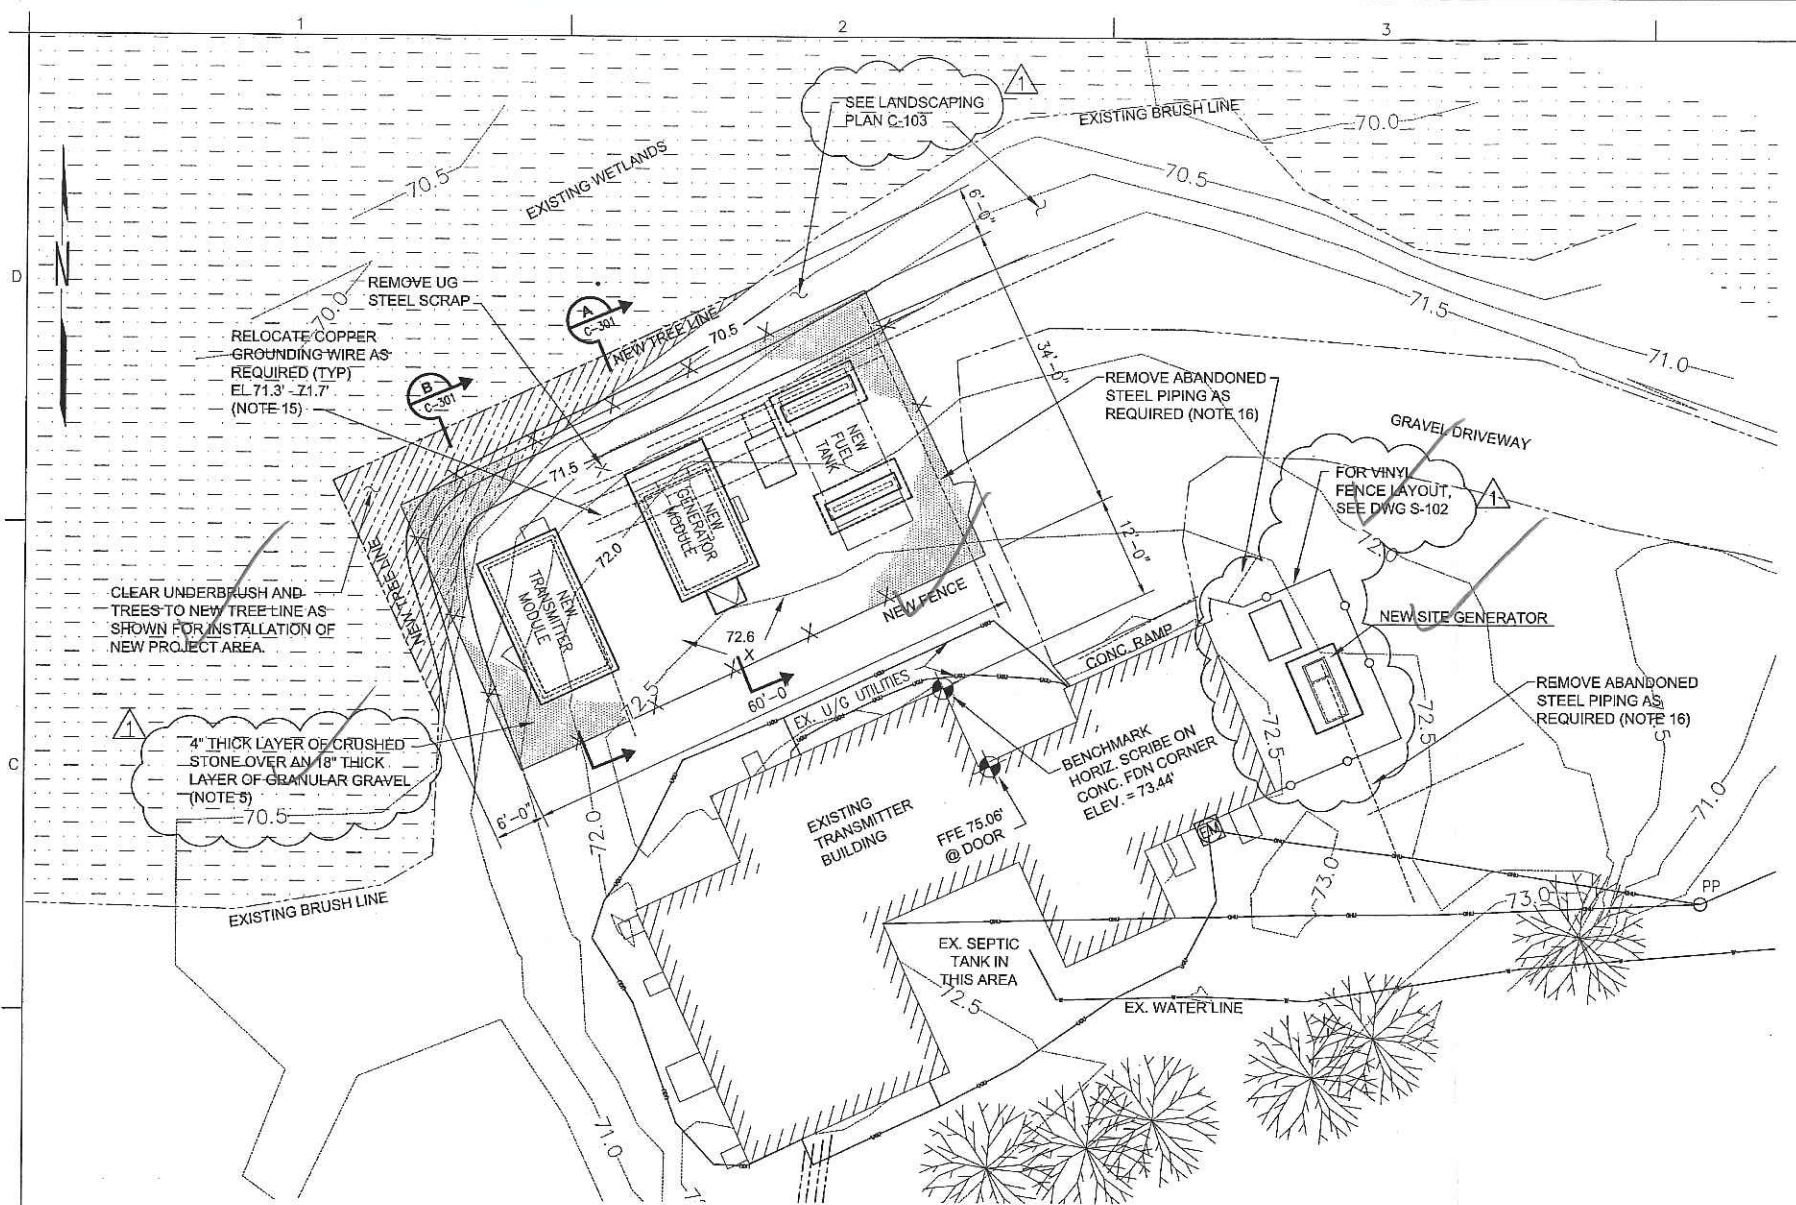 1
2
3
SEE LANDSCAPING
PLAN C-103
1
EXISTING BRUSH LINE
70.0
70.5
70.5
EXISTING WETLANDS
6'-0"
D
N
REMOVE UG
STEEL SCRAP
70.0
A
C-301
NEW TREE LINE
70.5
71.5
71.0
RELOCATE COPPER
GROUNDING WIRE AS
REQUIRED (TYP)
EL 71.3' - 71.7'
(NOTE 15)
B
C-301
34'-0"
REMOVE ABANDONED
STEEL PIPING AS
REQUIRED (NOTE 16)
GRAVEL DRIVEWAY
NEW
FUEL
TANK
71.5
FOR VINYL
FENCE LAYOUT,
SEE DWG S-102
1
NEW
GENERATOR
MODULE
72.0
12'-0"
72.0
NEW TREE LINE
NEW
TRANSMITTER
MODULE
CLEAR UNDERBRUSH AND
TREES TO NEW TREE LINE AS
SHOWN FOR INSTALLATION OF
NEW PROJECT AREA.
NEW FENCE
72.6
X
NEW SITE GENERATOR
CONC. RAMP
72.5
60'-0"
EX. U/G UTILITIES
REMOVE ABANDONED
STEEL PIPING AS
REQUIRED (NOTE 16)
1
4" THICK LAYER OF CRUSHED
STONE OVER AN 18" THICK
LAYER OF GRANULAR GRAVEL
(NOTE 5)
70.5
C
72.5
72.5
BENCHMARK
HORIZ. SCRIBE ON
CONC. FDN CORNER
ELEV. = 73.44'
71.0
6'-0"
72.0
EXISTING
TRANSMITTER
BUILDING
FFE 75.06'
@ DOOR
EM
73.0
73.0
PP
EXISTING BRUSH LINE
EX. SEPTIC
TANK IN
THIS AREA
72.5
EX. WATER LINE
71.0